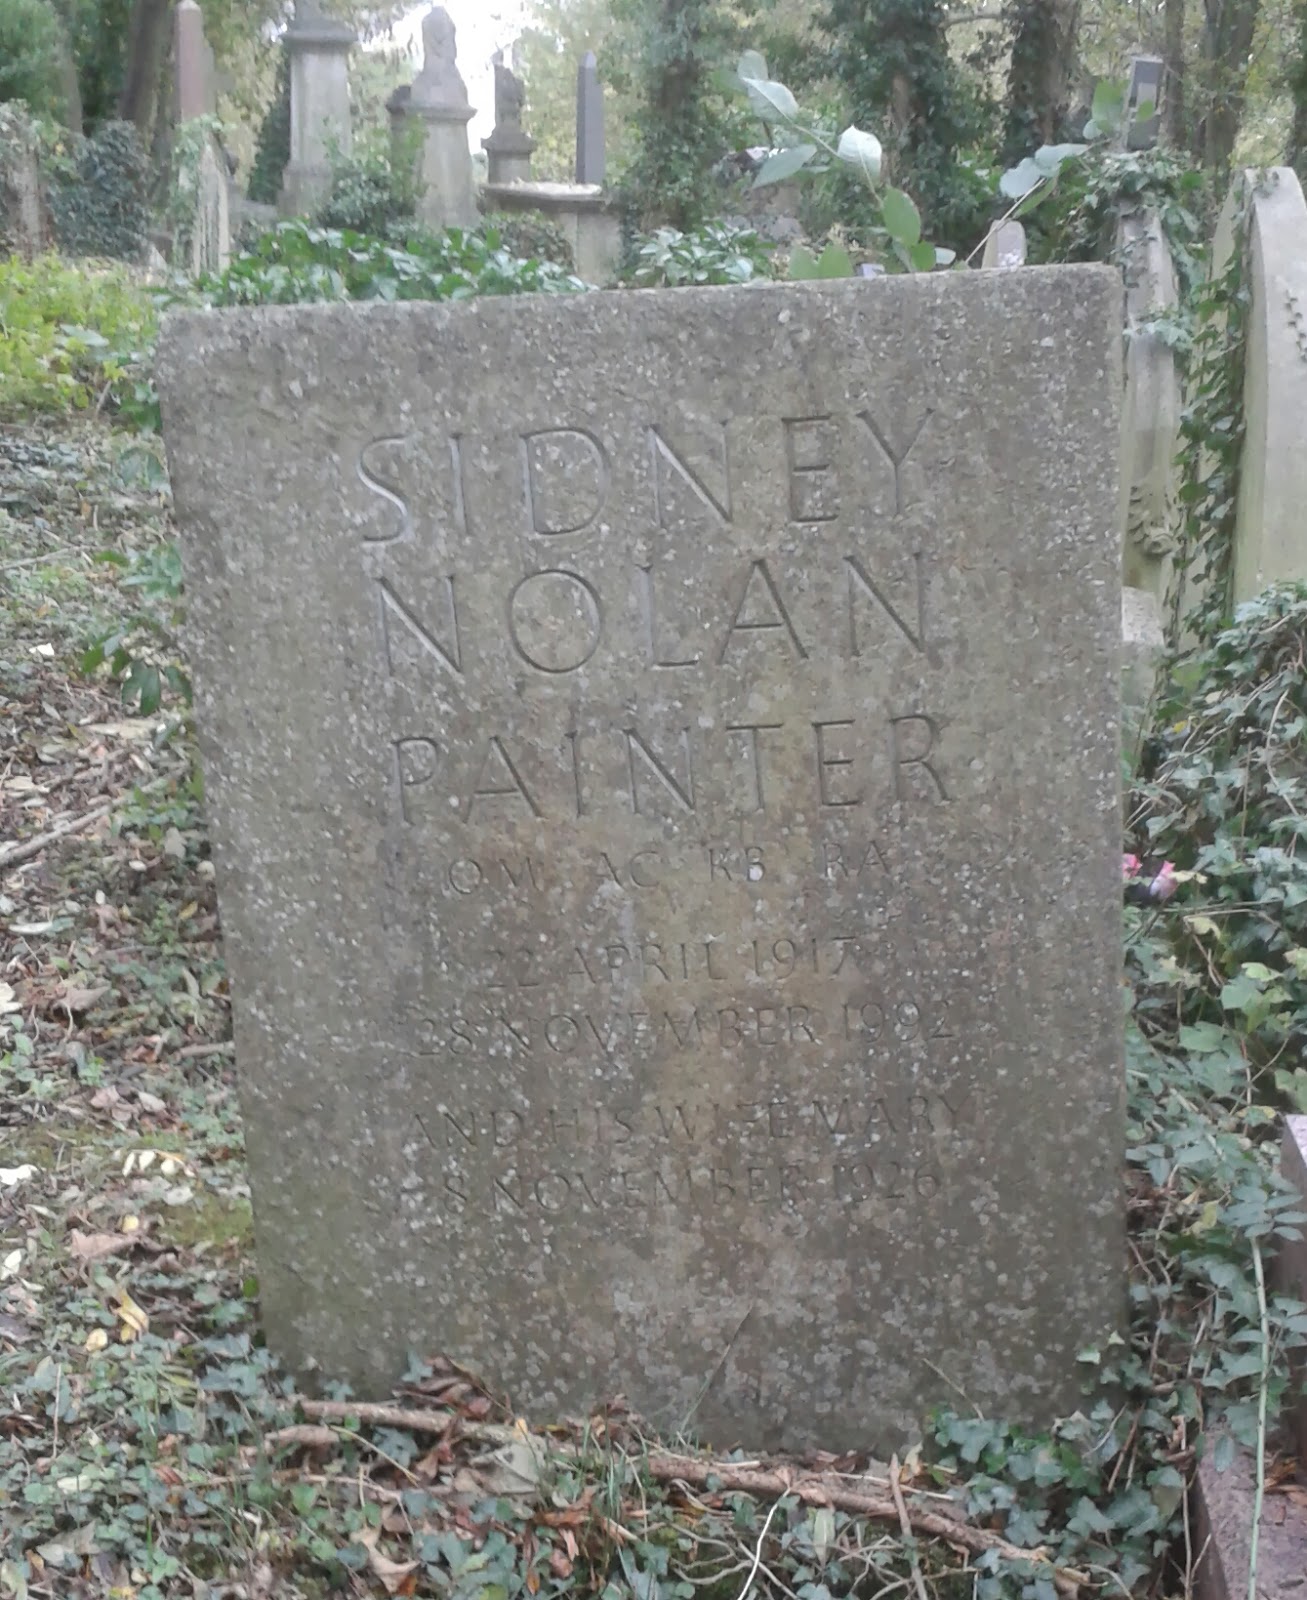 SIDNEY
NOLAN
PAINTER
OM AC KB RA
22 APRIL 1917
28 NOVEMBER 1992
AND HIS WIFE MARY
8 NOVEMBER 1926